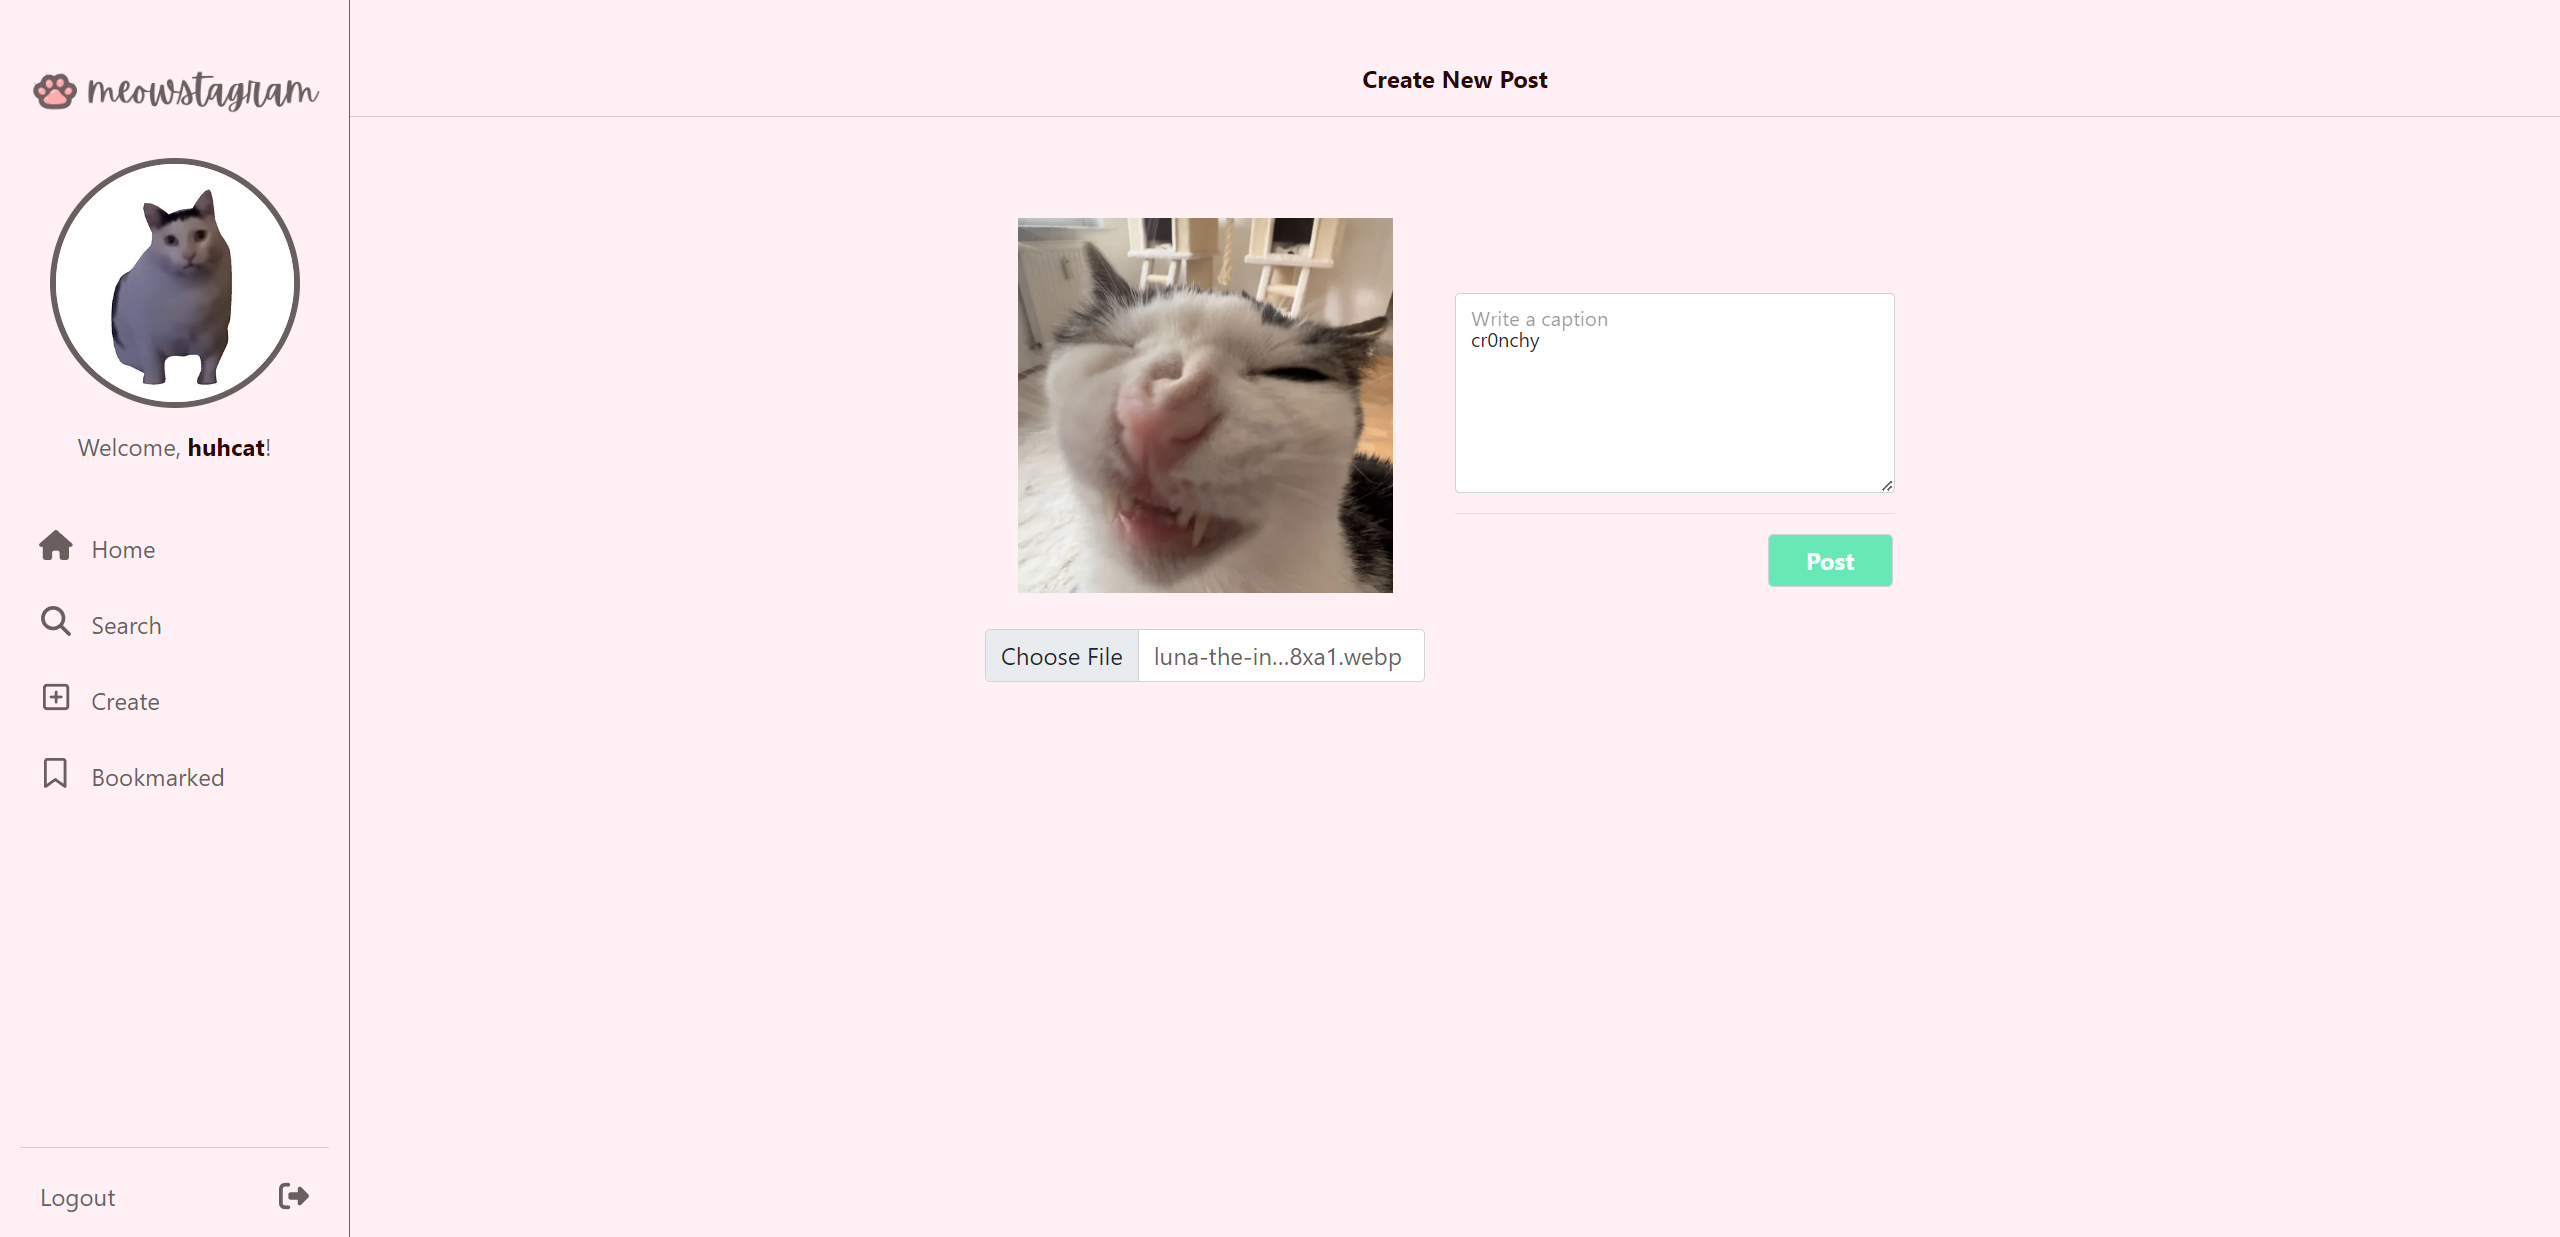 meowstagram
Welcome, huhcat!
Home
Search
Create
Bookmarked
Logout
Create New Post
Write a caption
cr0nchy
Post
Choose File luna-the-in...8xa1.webp